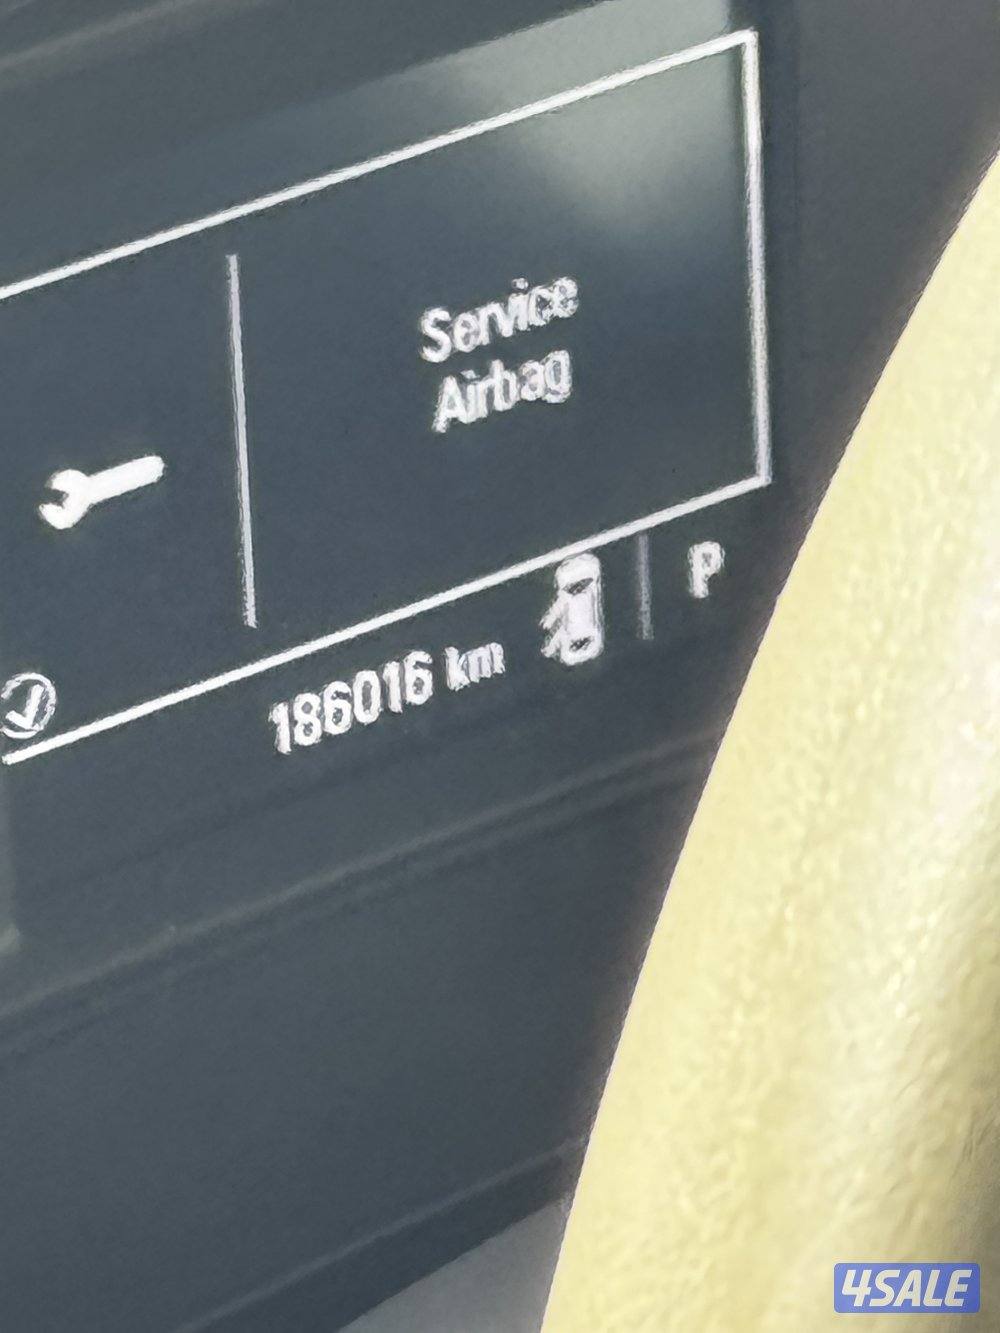 Service
Airbag
186016 km
P
4SALE